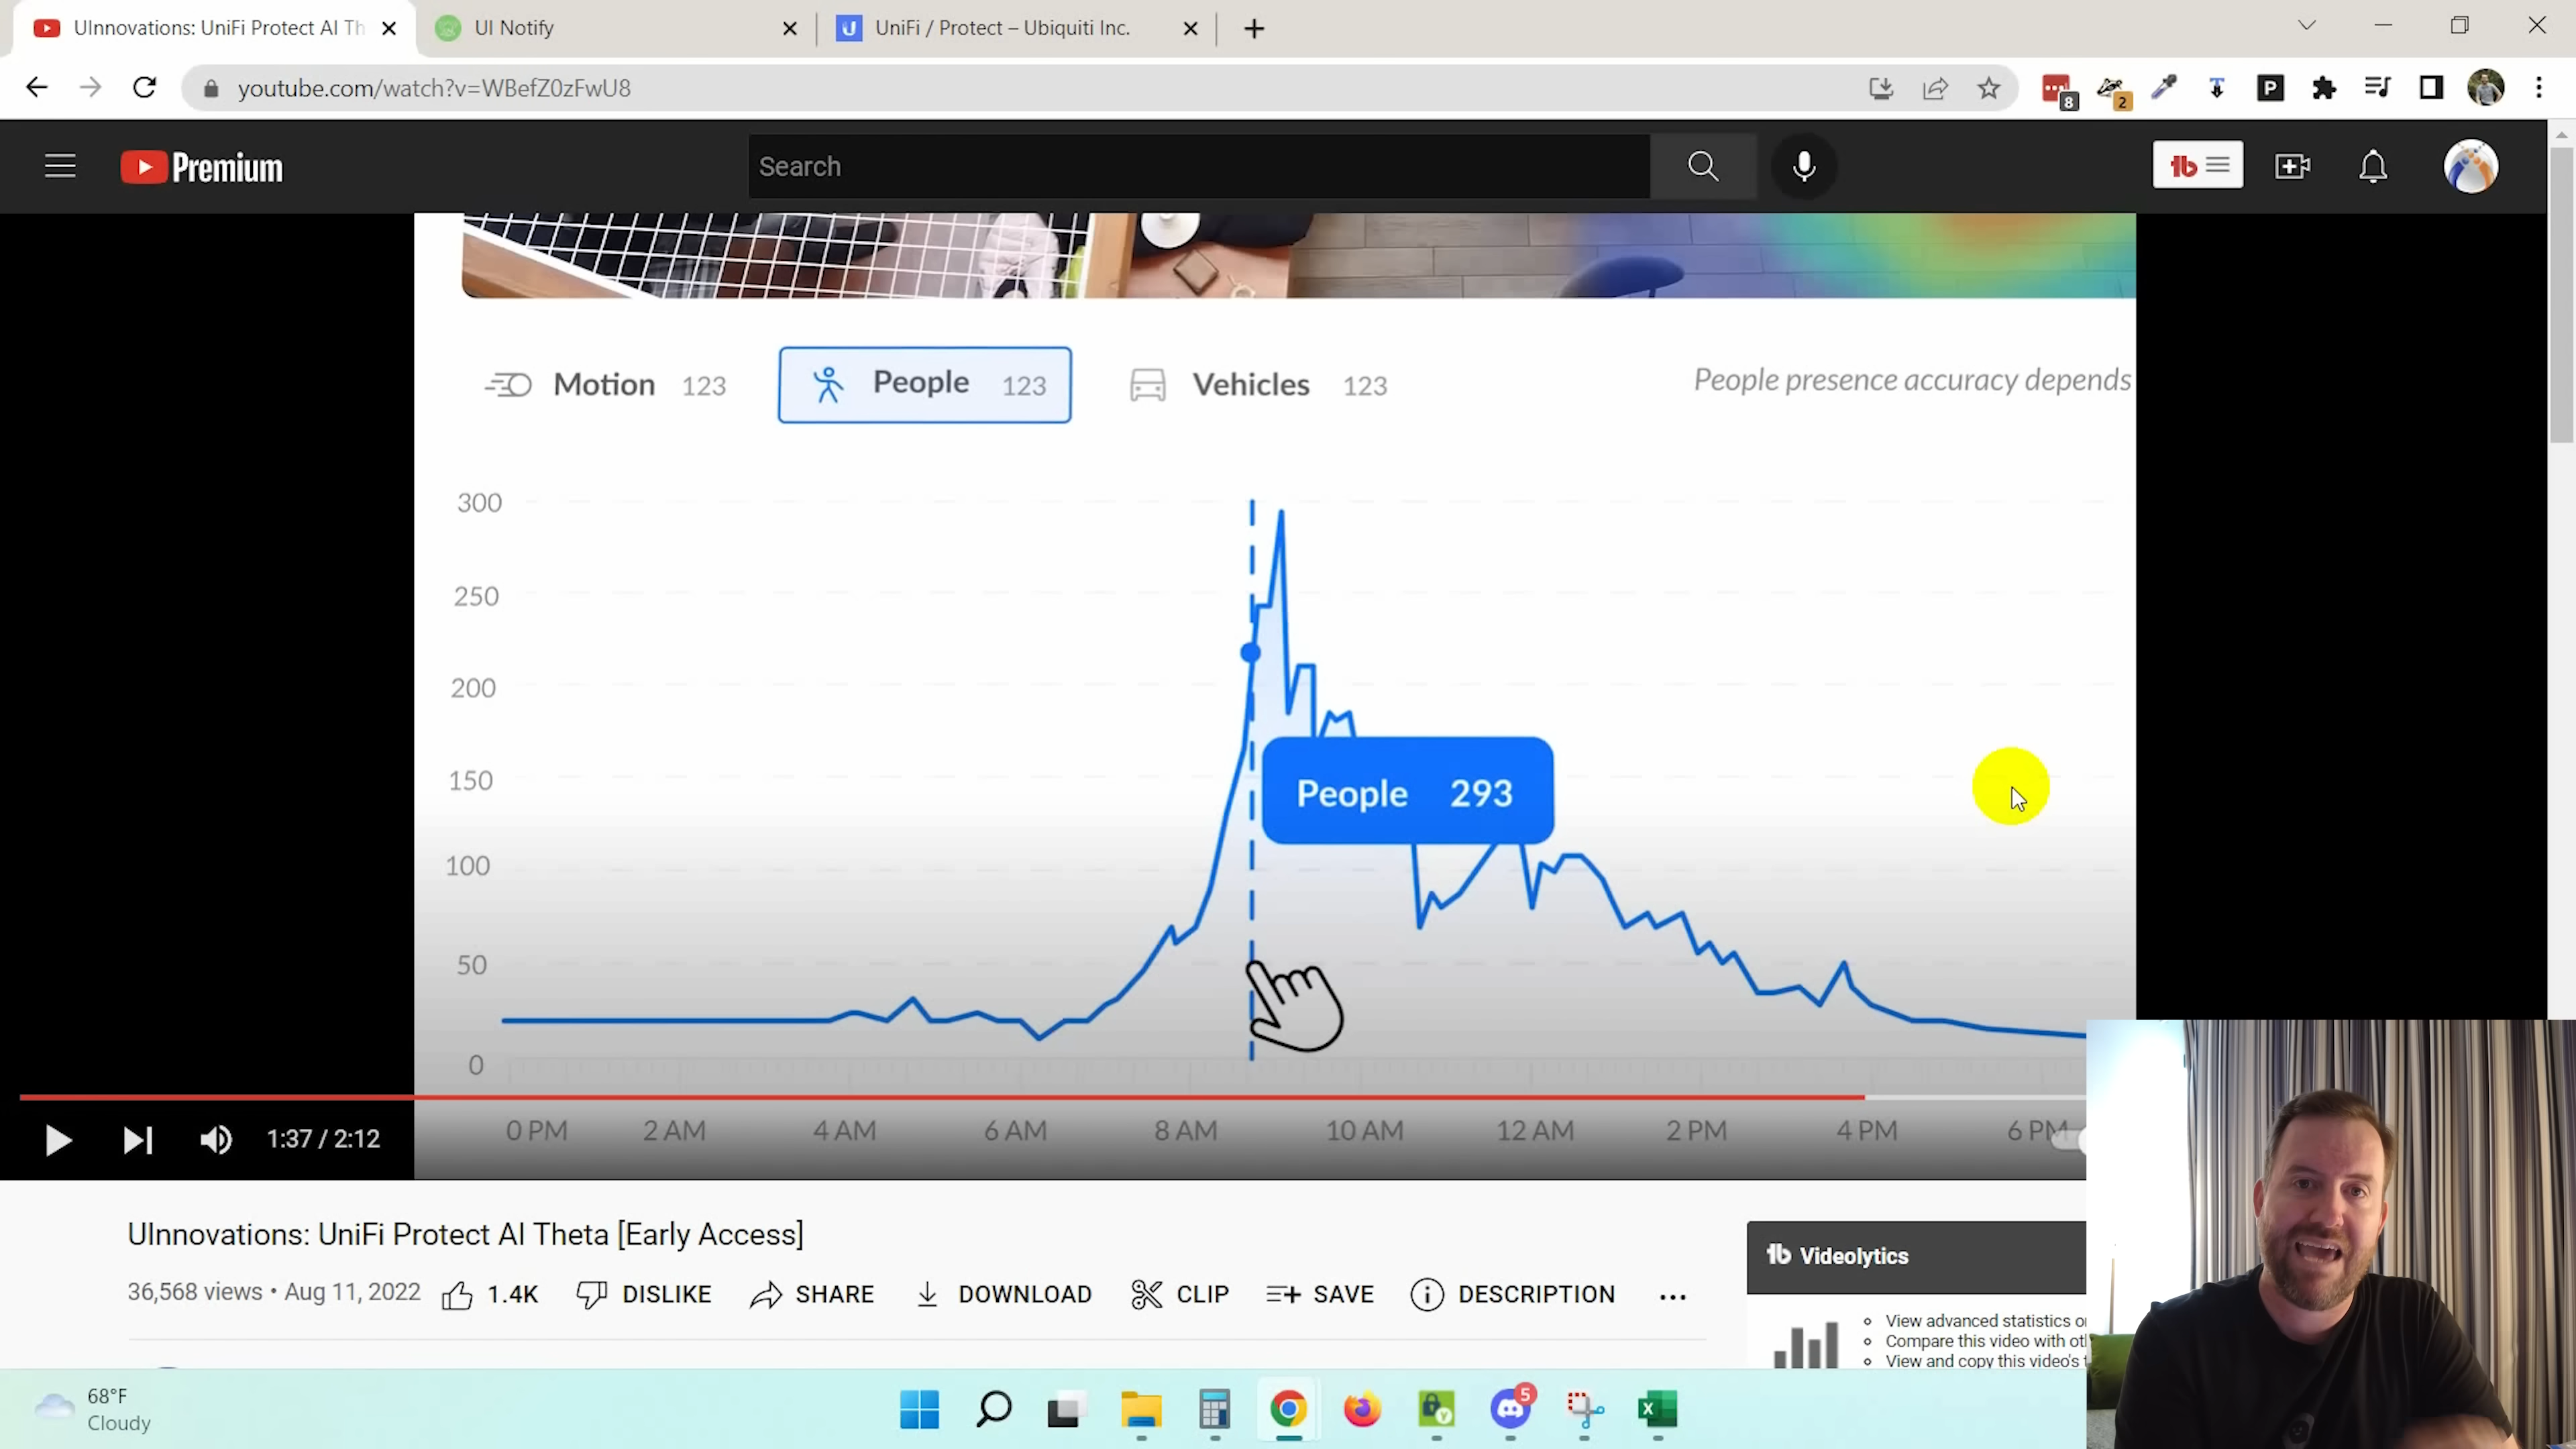 UInnovations: UniFi Protect AI Th
UI Notify
UniFi / Protect – Ubiquiti Inc.
youtube.com/watch?v=WBefZ0zFwU8
8
2
P
Premium
Search
tb
Motion 123
People 123
Vehicles 123
People presence accuracy depends
300
250
200
150
100
50
0
People 293
0 PM 2 AM 4 AM 6 AM 8 AM 10 AM 12 AM 2 PM 4 PM 6 PM
1:37 / 2:12
UInnovations: UniFi Protect AI Theta [Early Access]
36,568 views • Aug 11, 2022 1.4K DISLIKE SHARE DOWNLOAD CLIP SAVE DESCRIPTION
tb Videolytics
View advanced statistics
Compare this video with
View and copy this video's
68°F
Cloudy
5